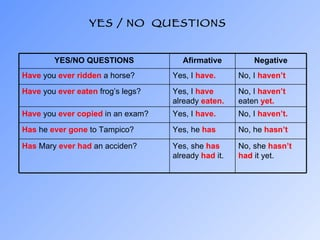 YES / NO QUESTIONS
YES/NO QUESTIONS Afirmative Negative
Have you ever ridden a horse? Yes, I have. No, I haven't
Have you ever eaten frog's legs? Yes, I have No, I haven't
already eaten. eaten yet.
Have you ever copied in an exam? Yes, I have. No, I haven't.
Has he ever gone to Tampico? Yes, he has No, he hasn't
Has Mary ever had an acciden? Yes, she has No, she hasn't
already had it. had it yet.